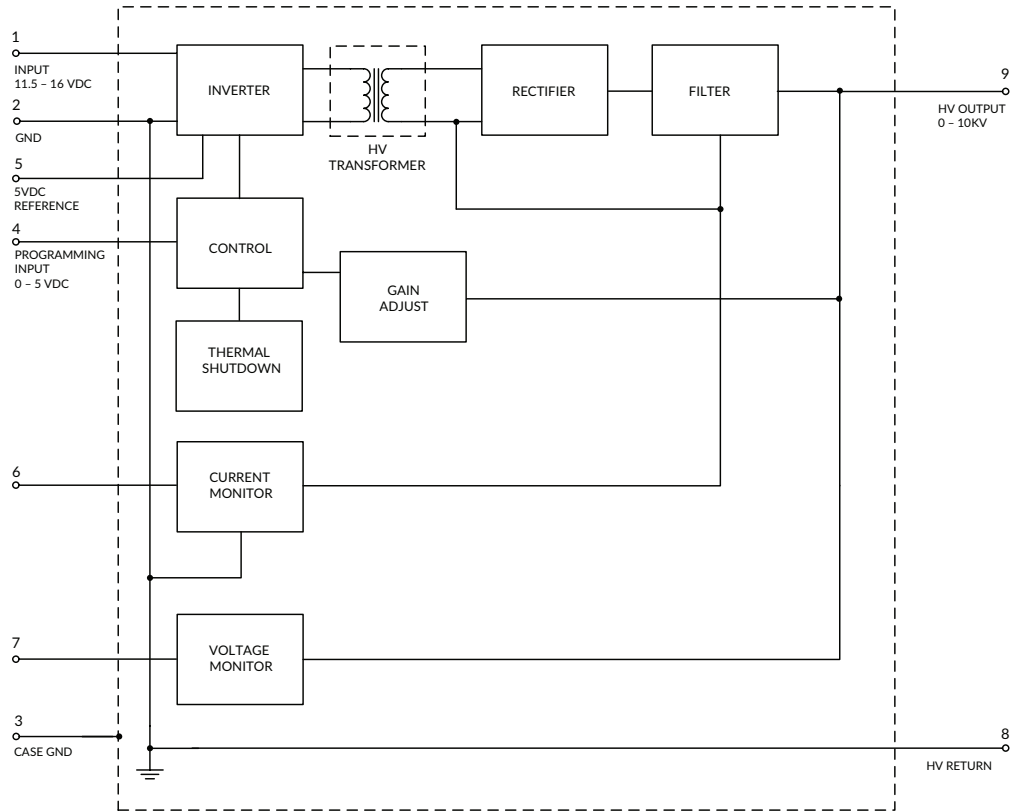 1
INPUT
11.5 – 16 VDC
2
GND
5
5VDC
REFERENCE
4
PROGRAMMING
INPUT
0 – 5 VDC
INVERTER
HV
TRANSFORMER
RECTIFIER
FILTER
9
HV OUTPUT
0 – 10KV
CONTROL
GAIN
ADJUST
THERMAL
SHUTDOWN
6
CURRENT
MONITOR
7
VOLTAGE
MONITOR
3
CASE GND
8
HV RETURN